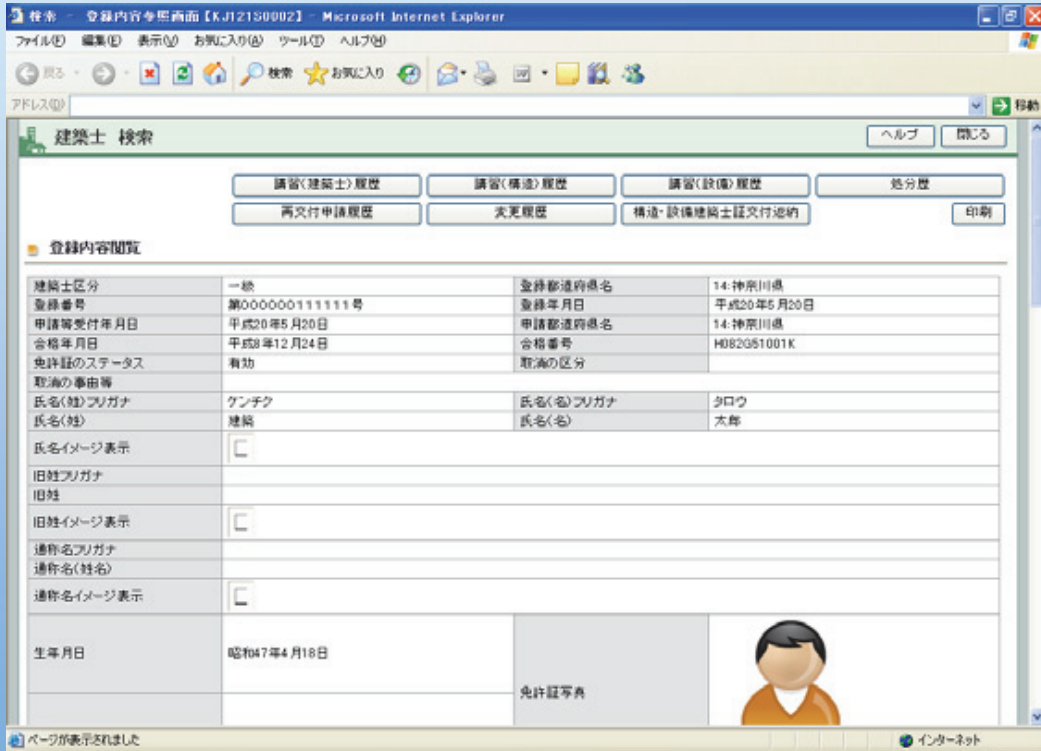 検索 - 登録内容参照画面【KJ121S0002】 - Microsoft Internet Explorer
ファイル(F) 編集(E) 表示(V) お気に入り(A) ツール(T) ヘルプ(H)
戻る 検索 お気に入り
アドレス(D) 移動
建築士 検索 ヘルプ 閉じる
講習(建築士)履歴 講習(構造)履歴 講習(設備)履歴 処分歴
再交付申請履歴 変更履歴 構造・設備建築士証交付返納 印刷
登録内容閲覧
建築士区分 一級 登録都道府県名 14:神奈川県
登録番号 第000000111111号 登録年月日 平成20年5月20日
申請等受付年月日 平成20年5月20日 申請都道府県名 14:神奈川県
合格年月日 平成8年12月24日 合格番号 H082G51001K
免許証のステータス 有効 取消の区分
取消の事由等
氏名(姓)フリガナ ケンチク 氏名(名)フリガナ タロウ
氏名(姓) 建築 氏名(名) 太郎
氏名イメージ表示
旧姓フリガナ
旧姓
旧姓イメージ表示
通称名フリガナ
通称名(姓名)
通称名イメージ表示
生年月日 昭和47年4月18日
免許証写真
ページが表示されました インターネット